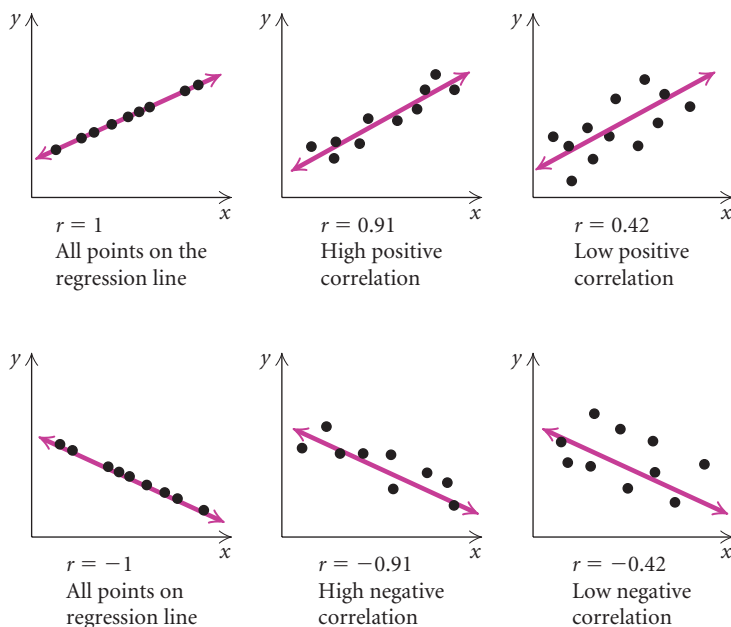 y
x
r = 1
All points on the
regression line
y
x
r = 0.91
High positive
correlation
y
x
r = 0.42
Low positive
correlation
y
x
r = −1
All points on
regression line
y
x
r = −0.91
High negative
correlation
y
x
r = −0.42
Low negative
correlation